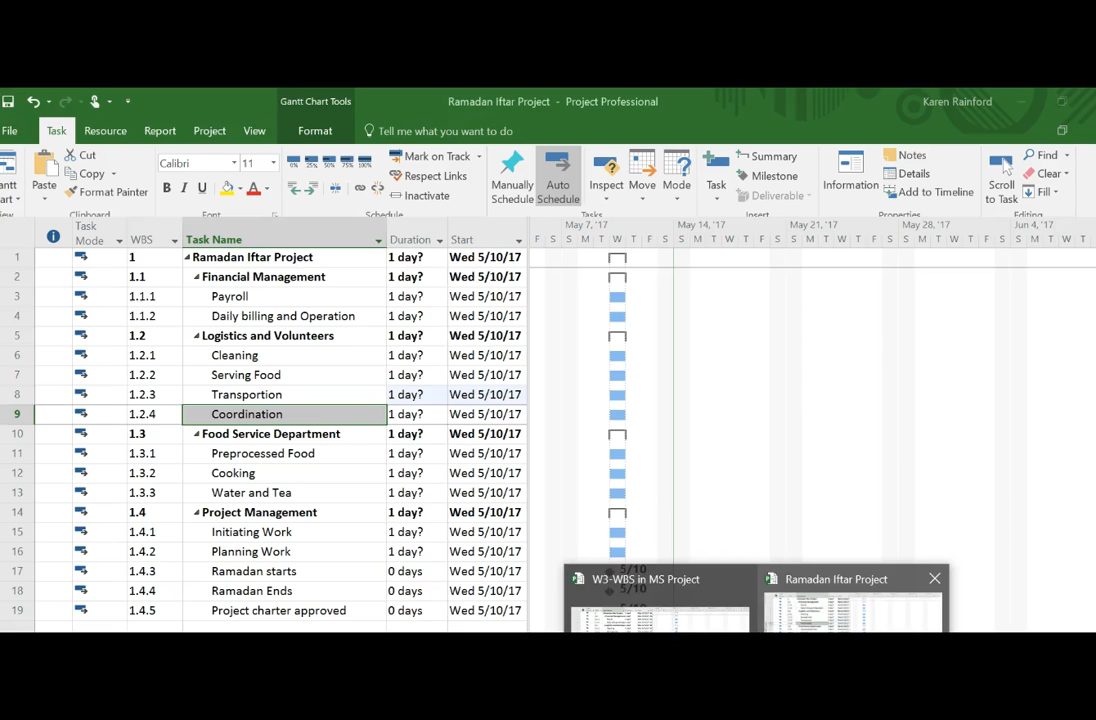 Gantt Chart Tools Ramadan Iftar Project - Project Professional Karen Rainford
File Task Resource Report Project View Format Tell me what you want to do
Cut
Copy
Format Painter
Paste
Clipboard
Calibri 11
B I U A
Font
0% 25% 50% 75% 100%
Mark on Track
Respect Links
Inactivate
Schedule
Manually Schedule
Auto Schedule
Inspect Move Mode
Tasks
Task
Summary
Milestone
Deliverable
Insert
Information
Notes
Details
Add to Timeline
Properties
Scroll to Task
Find
Clear
Fill
Editing
Task Mode WBS Task Name Duration Start
May 7, '17 May 14, '17 May 21, '17 May 28, '17 Jun 4, '17
F S S M T W T F S S M T W T F S S M T W T F S S M T W T F S S M T W T
1 1 Ramadan Iftar Project 1 day? Wed 5/10/17
2 1.1 Financial Management 1 day? Wed 5/10/17
3 1.1.1 Payroll 1 day? Wed 5/10/17
4 1.1.2 Daily billing and Operation 1 day? Wed 5/10/17
5 1.2 Logistics and Volunteers 1 day? Wed 5/10/17
6 1.2.1 Cleaning 1 day? Wed 5/10/17
7 1.2.2 Serving Food 1 day? Wed 5/10/17
8 1.2.3 Transportion 1 day? Wed 5/10/17
9 1.2.4 Coordination 1 day? Wed 5/10/17
10 1.3 Food Service Department 1 day? Wed 5/10/17
11 1.3.1 Preprocessed Food 1 day? Wed 5/10/17
12 1.3.2 Cooking 1 day? Wed 5/10/17
13 1.3.3 Water and Tea 1 day? Wed 5/10/17
14 1.4 Project Management 1 day? Wed 5/10/17
15 1.4.1 Initiating Work 1 day? Wed 5/10/17
16 1.4.2 Planning Work 1 day? Wed 5/10/17
17 1.4.3 Ramadan starts 0 days Wed 5/10/17 5/10
18 1.4.4 Ramadan Ends 0 days Wed 5/10/17 5/10
19 1.4.5 Project charter approved 0 days Wed 5/10/17
W3-WBS in MS Project Ramadan Iftar Project